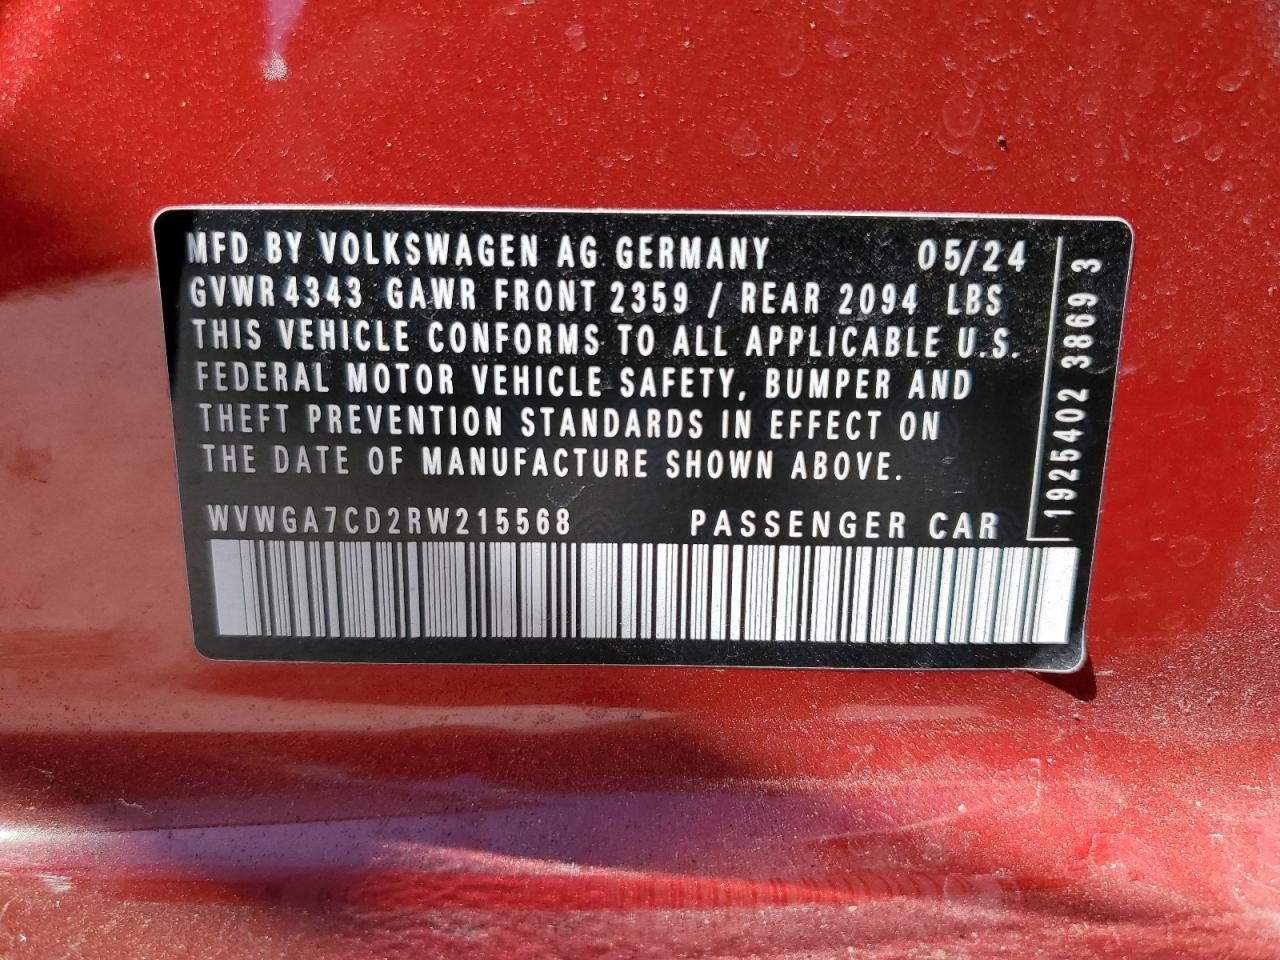 MFD BY VOLKSWAGEN AG GERMANY 05/24
GVWR 4343 GAWR FRONT 2359 / REAR 2094 LBS
THIS VEHICLE CONFORMS TO ALL APPLICABLE U.S.
FEDERAL MOTOR VEHICLE SAFETY, BUMPER AND
THEFT PREVENTION STANDARDS IN EFFECT ON
THE DATE OF MANUFACTURE SHOWN ABOVE.
WVWGA7CD2RW215568 PASSENGER CAR
1925402 3869 3